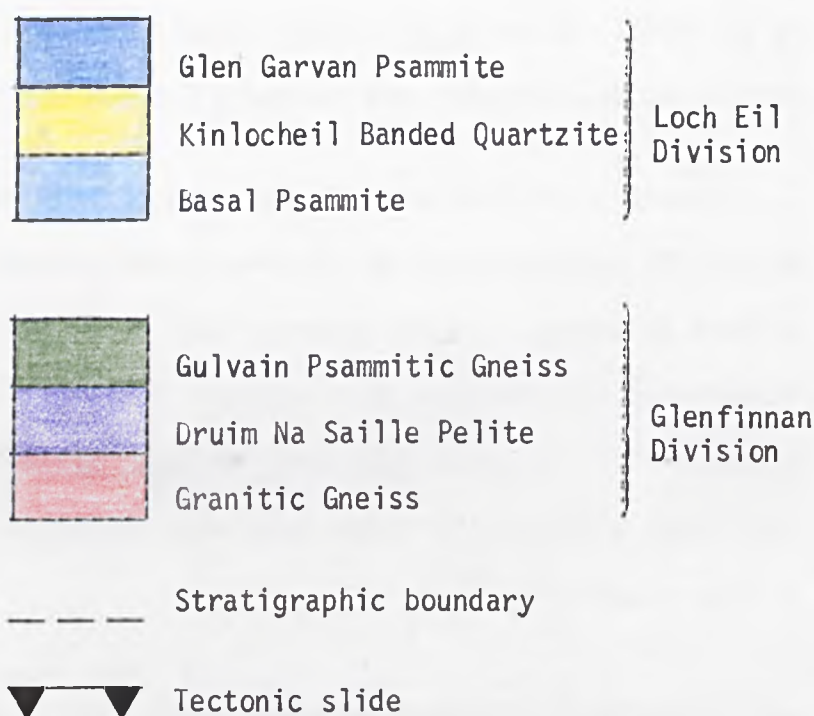 Glen Garvan Psammite
Kinlocheil Banded Quartzite
Basal Psammite
Loch Eil
Division
Gulvain Psammitic Gneiss
Druim Na Saille Pelite
Granitic Gneiss
Glenfinnan
Division
Stratigraphic boundary
Tectonic slide